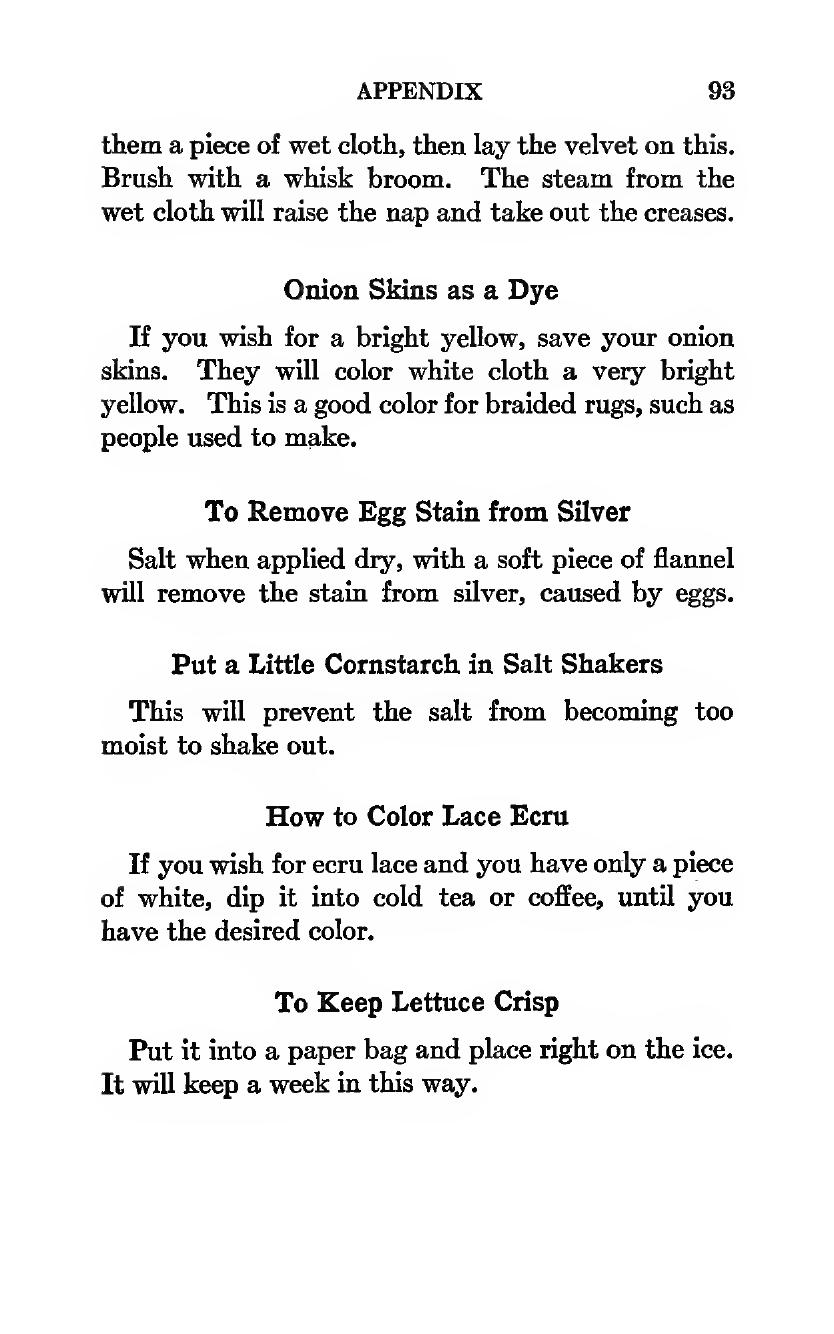 APPENDIX 93
them a piece of wet cloth, then lay the velvet on this.
Brush with a whisk broom. The steam from the
wet cloth will raise the nap and take out the creases.
Onion Skins as a Dye
If you wish for a bright yellow, save your onion
skins. They will color white cloth a very bright
yellow. This is a good color for braided rugs, such as
people used to make.
To Remove Egg Stain from Silver
Salt when applied dry, with a soft piece of flannel
will remove the stain from silver, caused by eggs.
Put a Little Cornstarch in Salt Shakers
This will prevent the salt from becoming too
moist to shake out.
How to Color Lace Ecru
If you wish for ecru lace and you have only a piece
of white, dip it into cold tea or coffee, until you
have the desired color.
To Keep Lettuce Crisp
Put it into a paper bag and place right on the ice.
It will keep a week in this way.